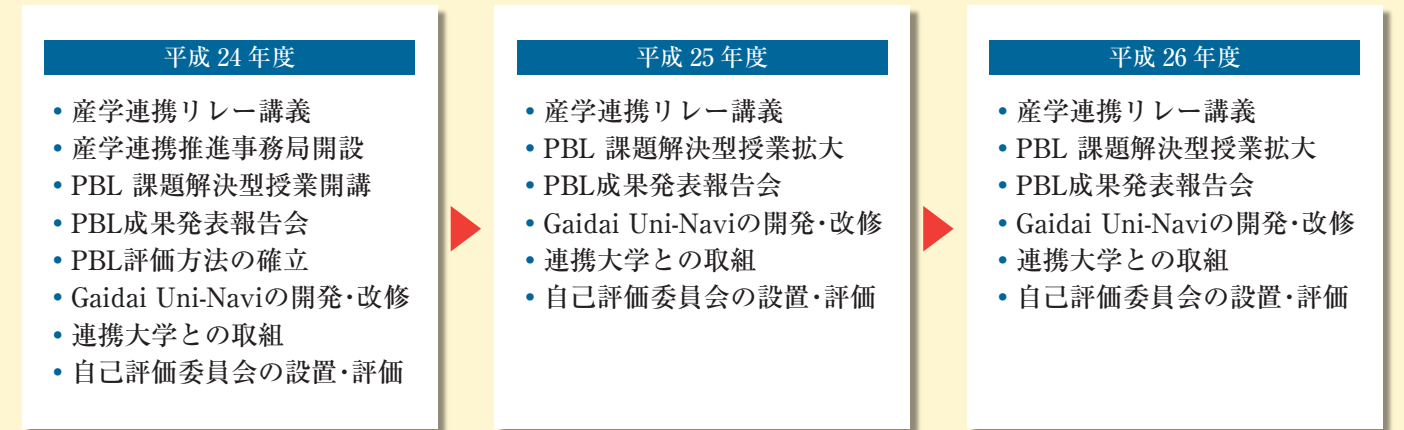 平成 24 年度
• 産学連携リレー講義
• 産学連携推進事務局開設
• PBL 課題解決型授業開講
• PBL成果発表報告会
• PBL評価方法の確立
• Gaidai Uni-Naviの開発・改修
• 連携大学との取組
• 自己評価委員会の設置・評価
平成 25 年度
• 産学連携リレー講義
• PBL 課題解決型授業拡大
• PBL成果発表報告会
• Gaidai Uni-Naviの開発・改修
• 連携大学との取組
• 自己評価委員会の設置・評価
平成 26 年度
• 産学連携リレー講義
• PBL 課題解決型授業拡大
• PBL成果発表報告会
• Gaidai Uni-Naviの開発・改修
• 連携大学との取組
• 自己評価委員会の設置・評価